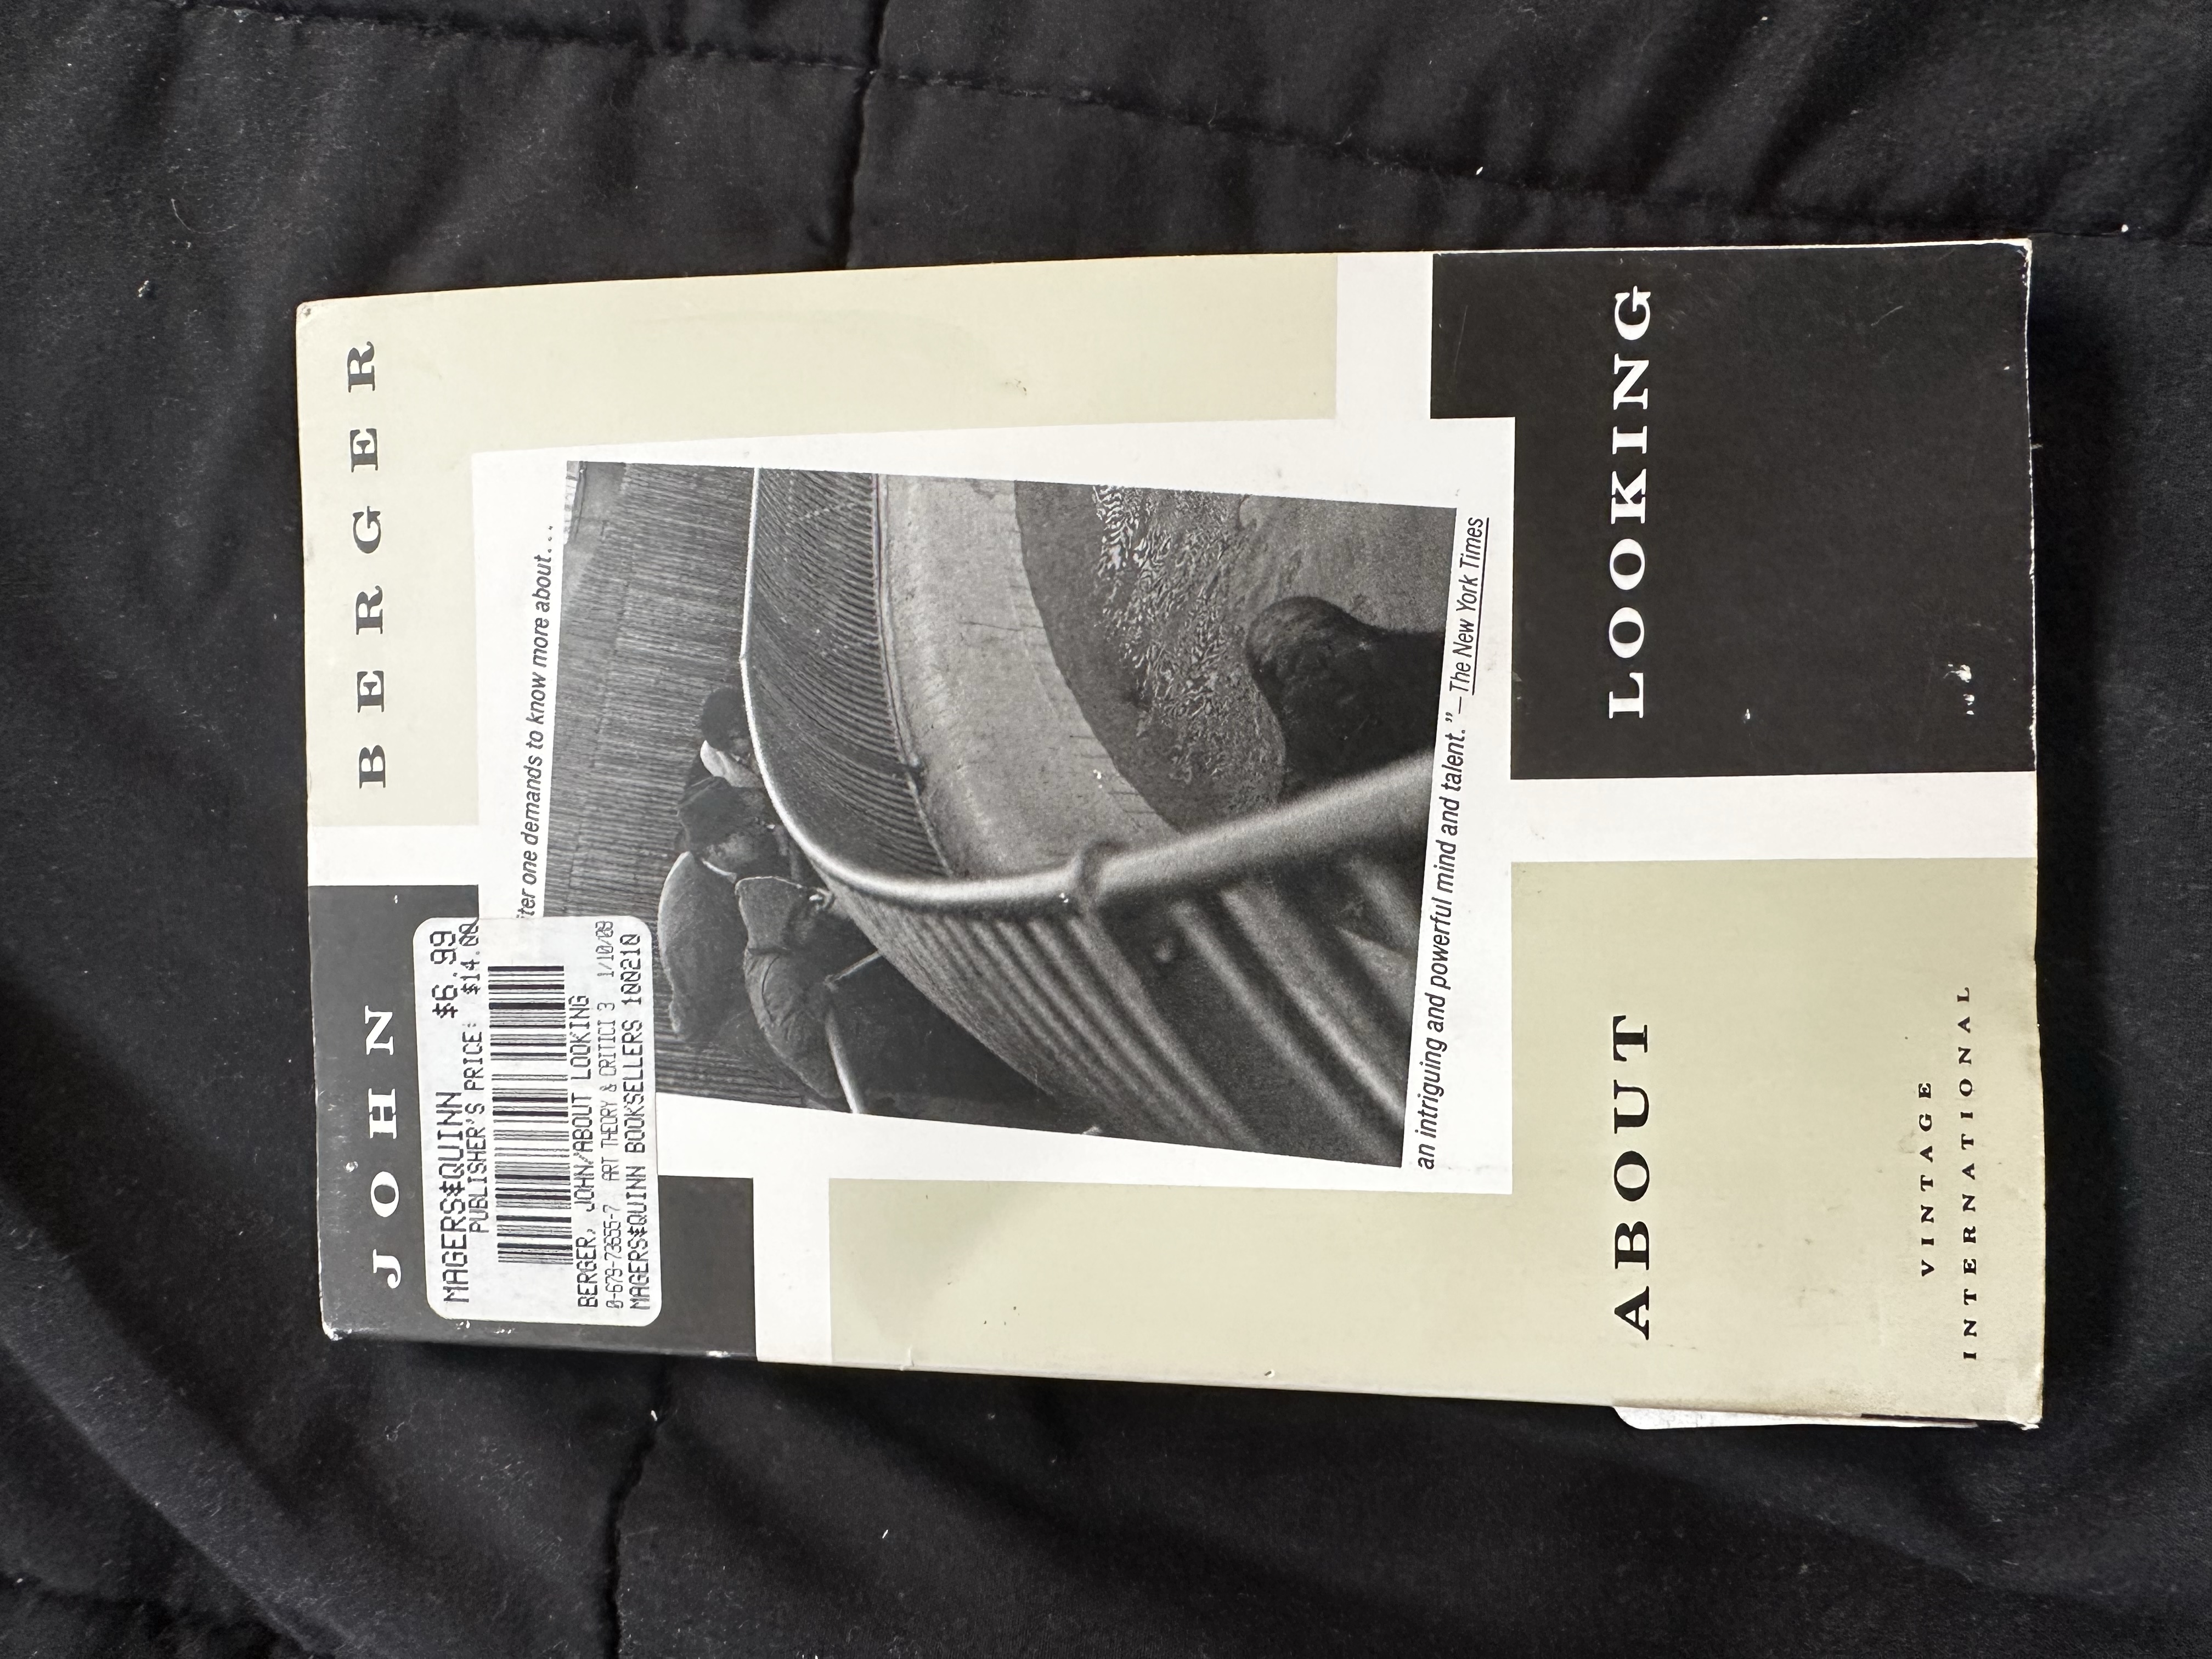 JOHN BERGER
MAGERS&QUINN $6.99
PUBLISHER'S PRICE: $14.00
BERGER, JOHN/ABOUT LOOKING
0-679-73655-7 ART THEORY & CRITICI 3 1/10/09
MAGERS&QUINN BOOKSELLERS 100210
one demands to know more about...
an intriguing and powerful mind and talent."—The New York Times
ABOUT LOOKING
VINTAGE
INTERNATIONAL